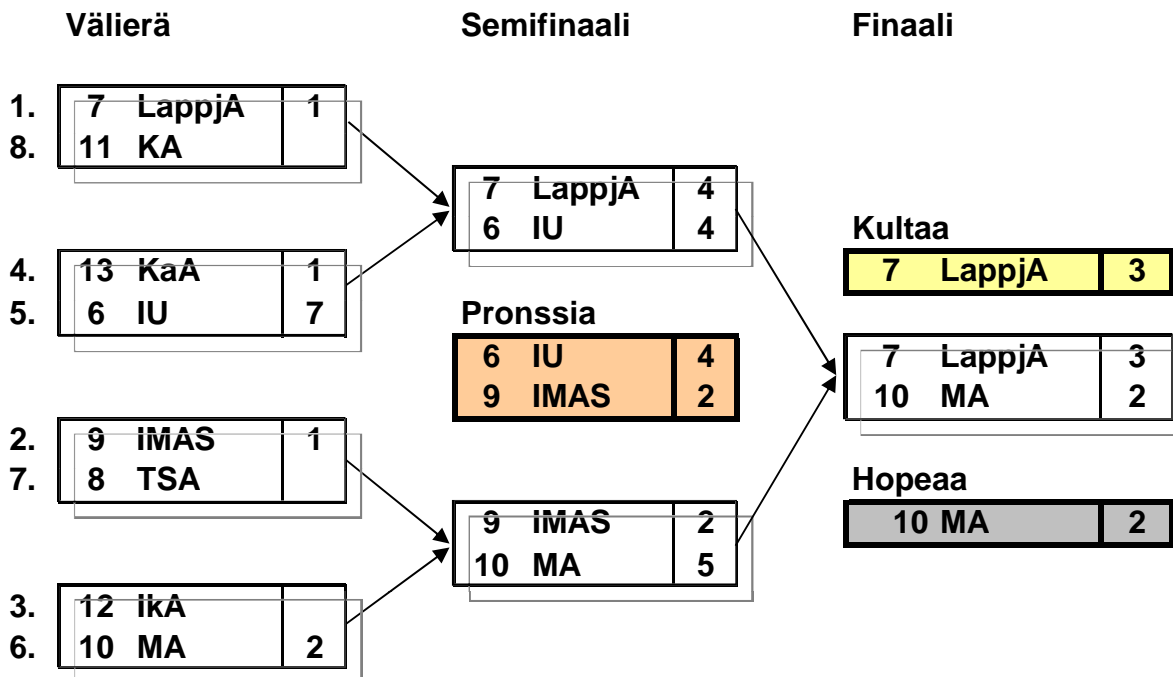 Välierä Semifinaali Finaali
1. 7 LappjA 1
8. 11 KA
7 LappjA 4
6 IU 4
Kultaa
7 LappjA 3
4. 13 KaA 1
5. 6 IU 7
Pronssia
6 IU 4
9 IMAS 2
7 LappjA 3
10 MA 2
2. 9 IMAS 1
7. 8 TSA
Hopeaa
10 MA 2
9 IMAS 2
10 MA 5
3. 12 IkA
6. 10 MA 2